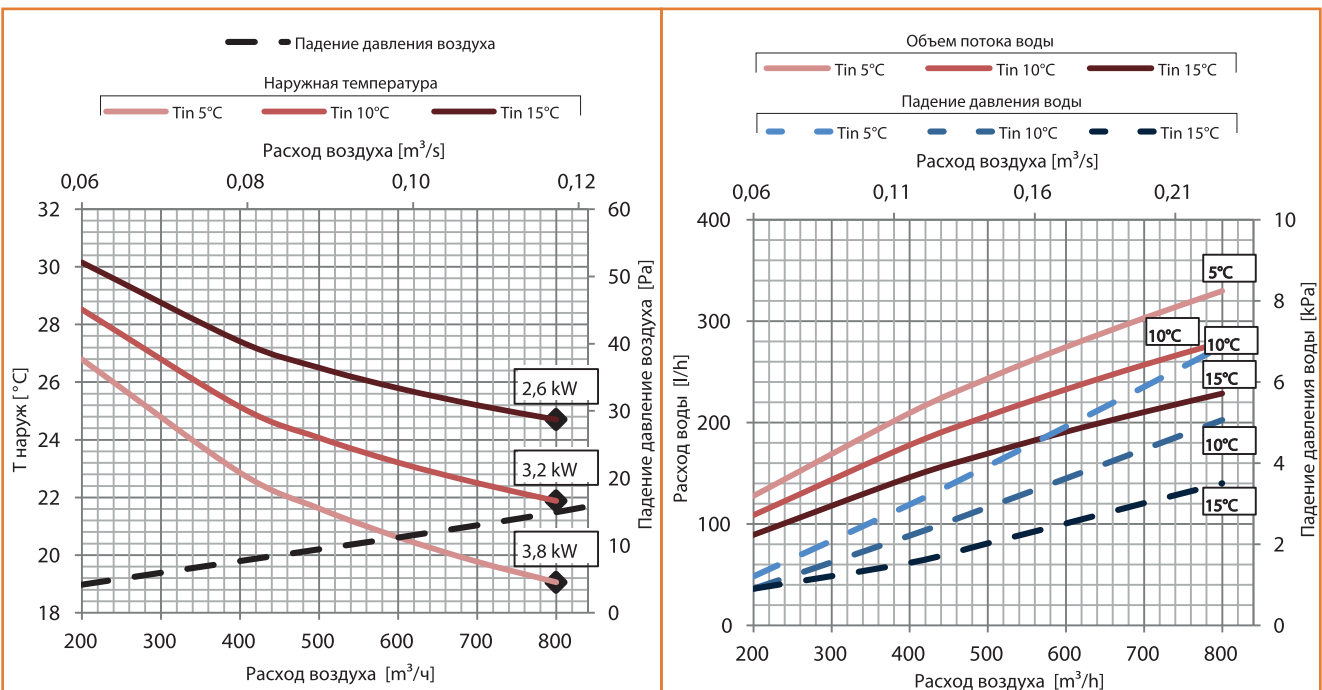 Падение давления воздуха
Наружная температура
Tin 5°C Tin 10°C Tin 15°C
Расход воздуха [m³/s]
0,06 0,08 0,10 0,12
32 60
30 50
28
26 40
24 30
22 20
20 10
18 0
T наруж [°C]
Падение давления воздуха [Pa]
2,6 kW
3,2 kW
3,8 kW
200 300 400 500 600 700 800
Расход воздуха [m³/ч]
Объем потока воды
Tin 5°C Tin 10°C Tin 15°C
Падение давления воды
Tin 5°C Tin 10°C Tin 15°C
Расход воздуха [m³/s]
0,06 0,11 0,16 0,21
400 10
300 8
200 6
100 4
0 2
0
Расход воды [l/h]
Падение давления воды [kPa]
5°C
10°C
10°C
15°C
10°C
15°C
200 300 400 500 600 700 800
Расход воздуха [m³/h]